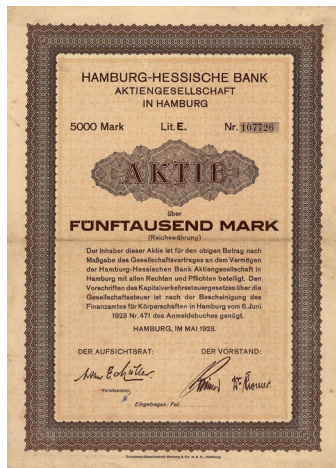 HAMBURG-HESSISCHE BANK
AKTIENGESELLSCHAFT
IN HAMBURG
5000 Mark Lit. E. Nr. 107726
AKTIE
über
FÜNFTAUSEND MARK
(Reichswährung)
Der Inhaber dieser Aktie ist für den obigen Betrag nach
Maßgabe des Gesellschaftsvertrages an dem Vermögen
der Hamburg-Hessischen Bank Aktiengesellschaft in
Hamburg mit allen Rechten und Pflichten beteiligt. Den
Vorschriften des Kapitalverkehrssteuergesetzes über die
Gesellschaftssteuer ist nach der Bescheinigung des
Finanzamtes für Körperschaften in Hamburg vom 6. Juni
1923 Nr. 471 des Anmeldebuches genügt.
HAMBURG, IM MAI 1923.
DER AUFSICHTSRAT: DER VORSTAND:
Vorsitzender.
Eingetragen: Fol.